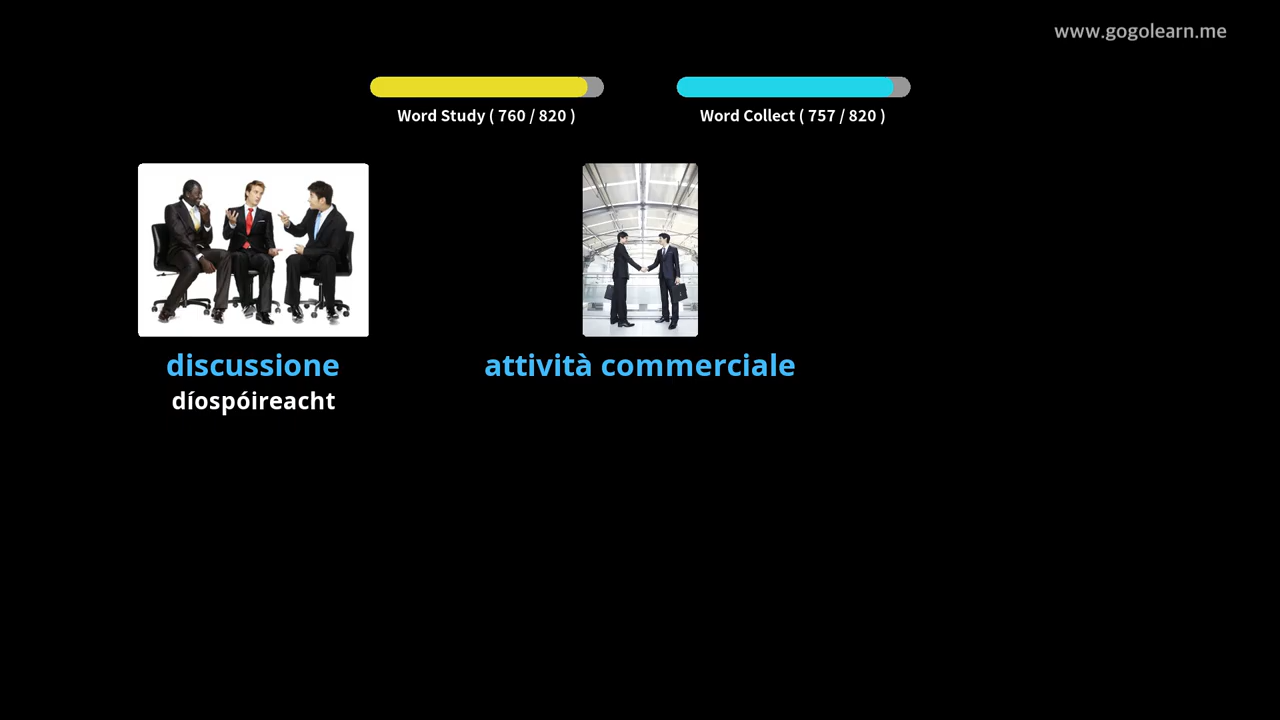 www.gogolearn.me
Word Study ( 760 / 820 )
Word Collect ( 757 / 820 )
discussione
díospóireacht
attività commerciale